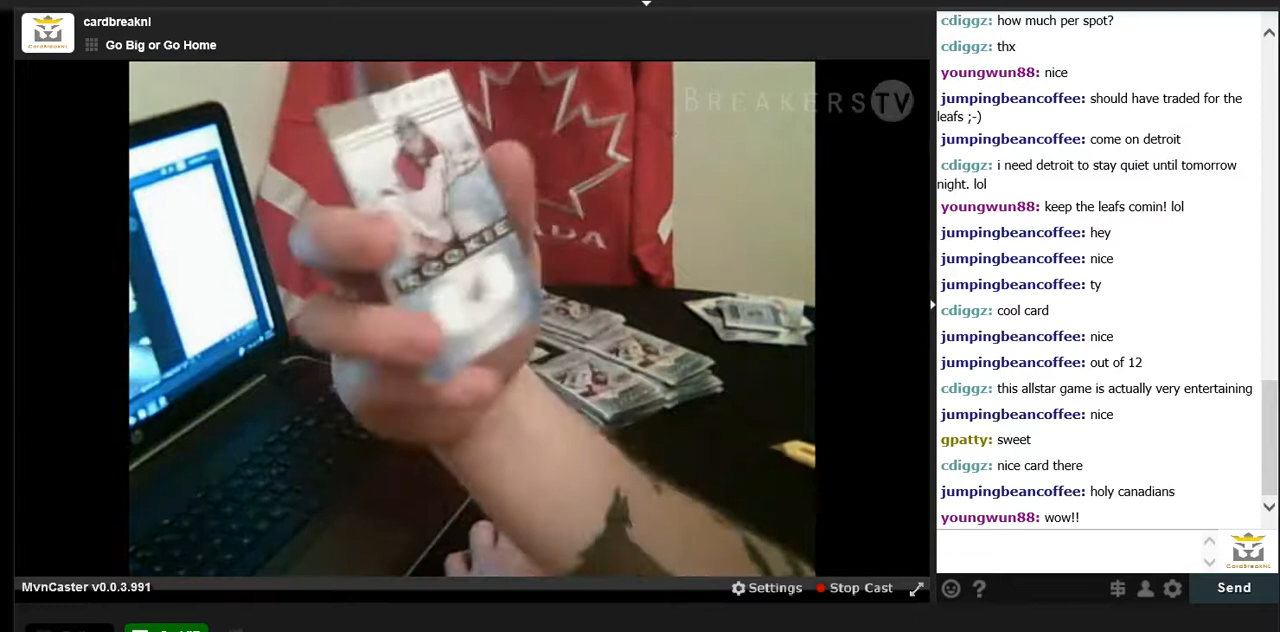 cardbreaknl
Go Big or Go Home
BREAKERSTV
ROOKIE
ADA
MvnCaster v0.0.3.991
Settings
Stop Cast
cdiggz: how much per spot?
cdiggz: thx
youngwun88: nice
jumpingbeancoffee: should have traded for the
leafs ;-)
jumpingbeancoffee: come on detroit
cdiggz: i need detroit to stay quiet until tomorrow
night. lol
youngwun88: keep the leafs comin! lol
jumpingbeancoffee: hey
jumpingbeancoffee: nice
jumpingbeancoffee: ty
cdiggz: cool card
jumpingbeancoffee: nice
jumpingbeancoffee: out of 12
cdiggz: this allstar game is actually very entertaining
jumpingbeancoffee: nice
gpatty: sweet
cdiggz: nice card there
jumpingbeancoffee: holy canadians
youngwun88: wow!!
CardBreakNL
Send